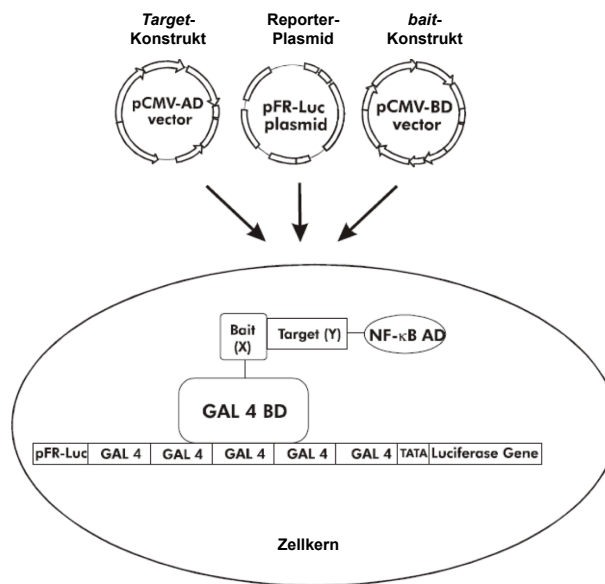 Target-
Konstrukt
Reporter-
Plasmid
bait-
Konstrukt
pCMV-AD
vector
pFR-Luc
plasmid
pCMV-BD
vector
Bait
(X)
Target (Y)
NF-κB AD
GAL 4 BD
pFR-Luc GAL 4 GAL 4 GAL 4 GAL 4 GAL 4 TATA Luciferase Gene
Zellkern